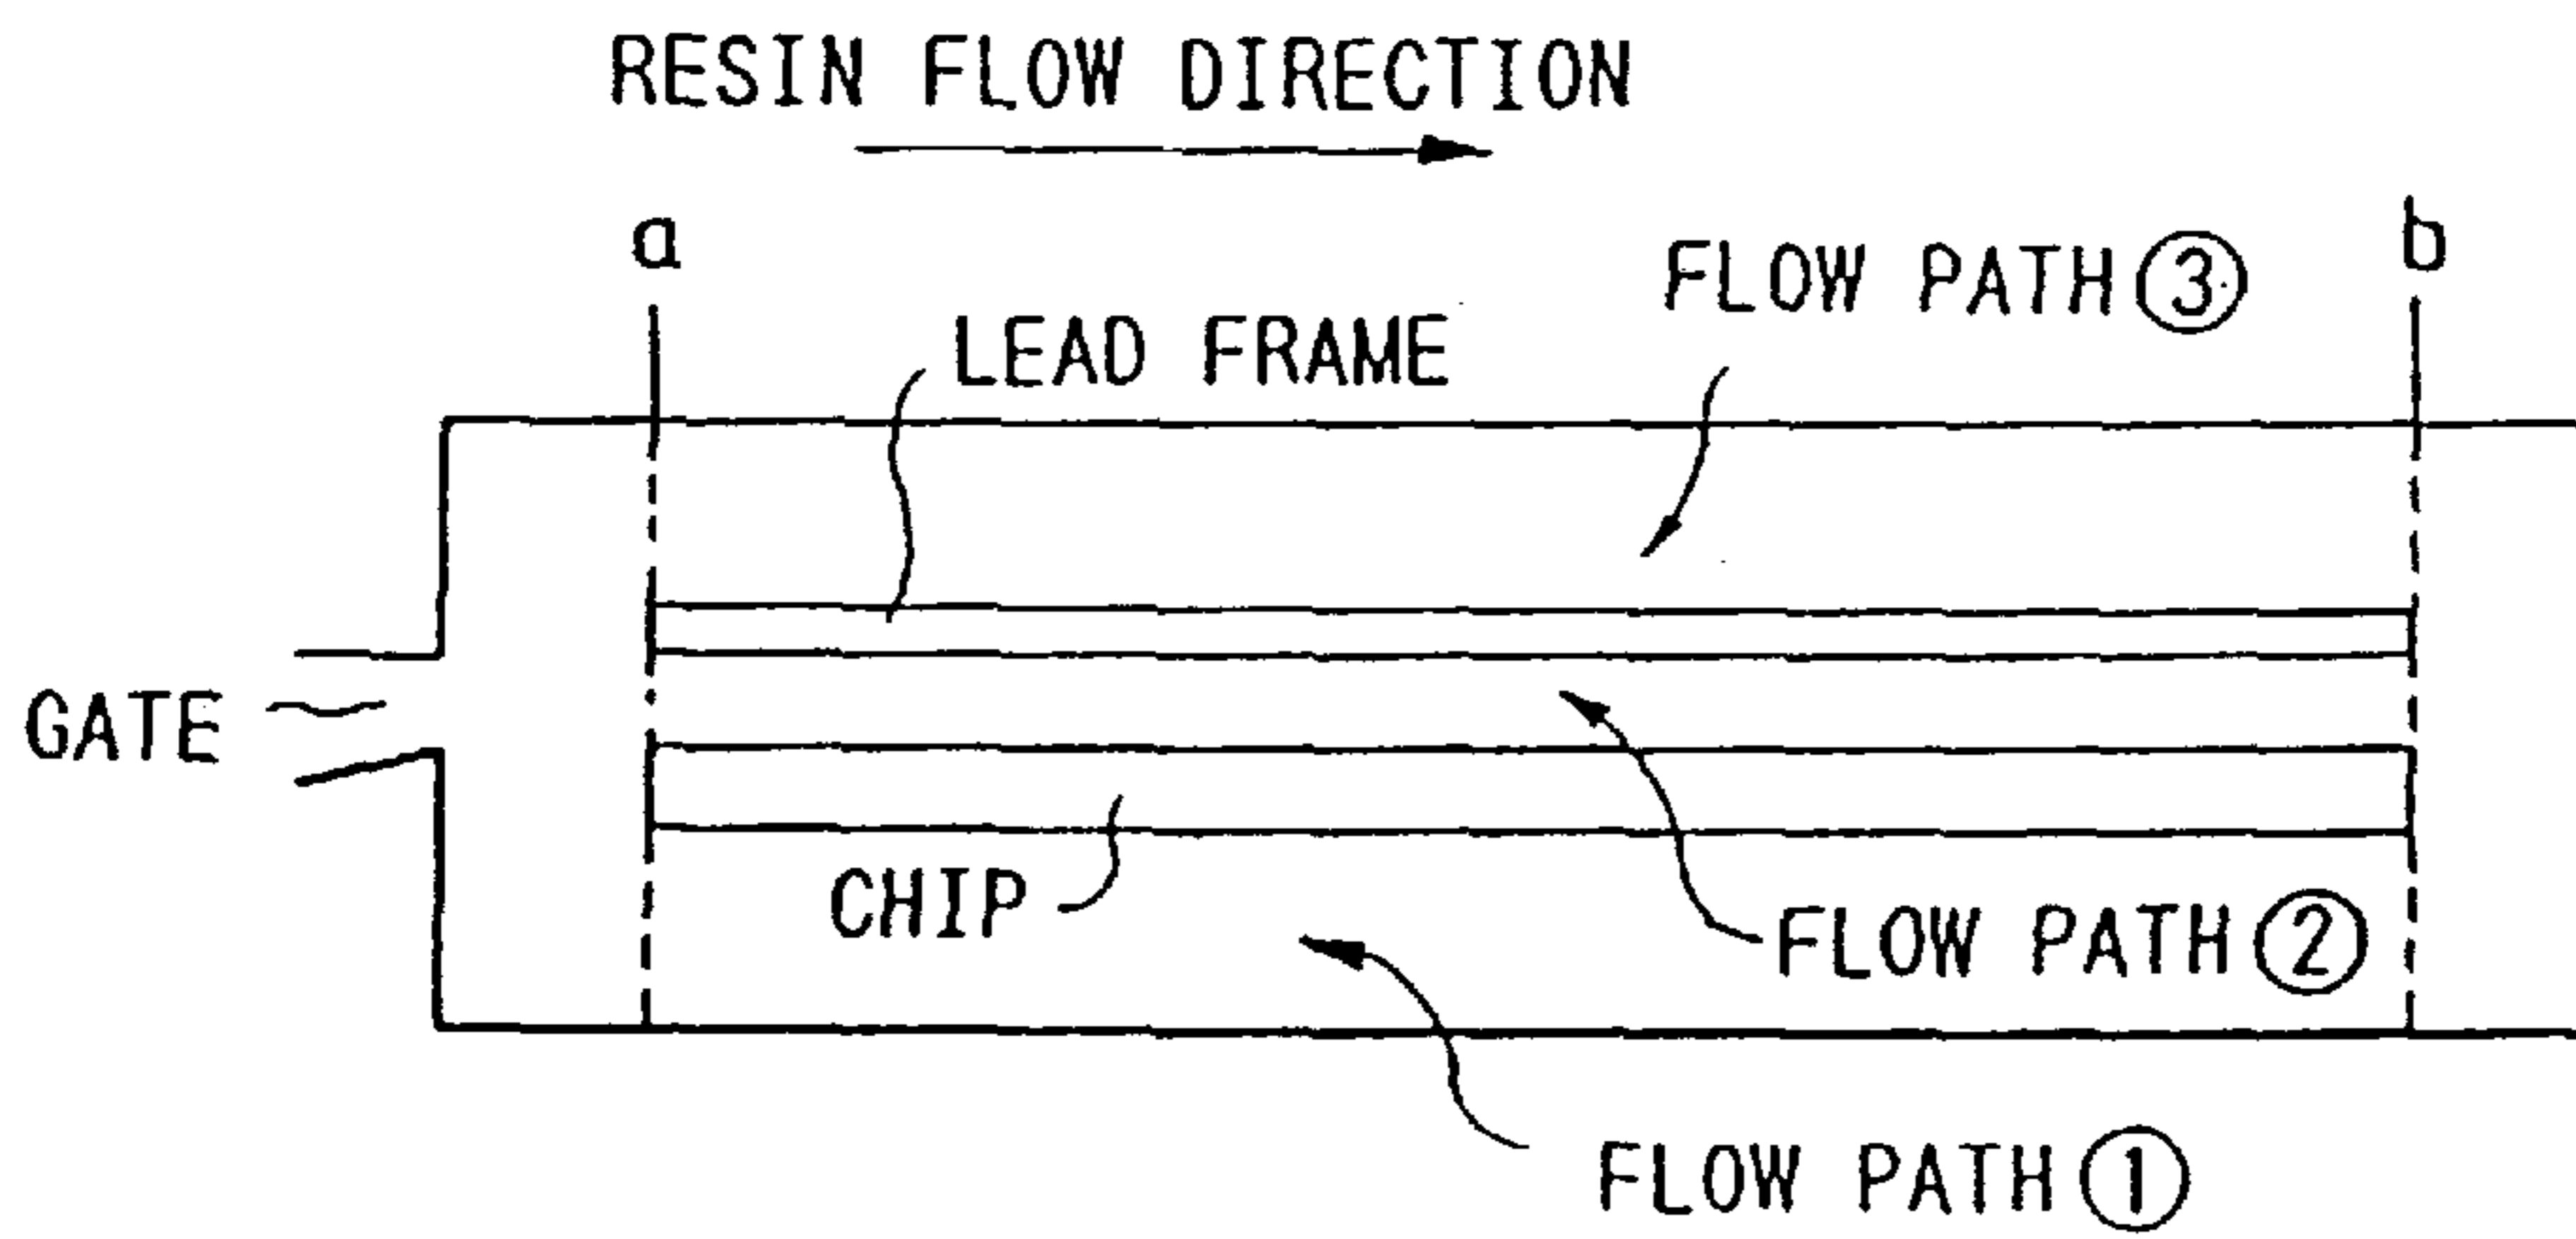 RESIN FLOW DIRECTION
a
b
FLOW PATH ③
LEAD FRAME
GATE
CHIP
FLOW PATH ②
FLOW PATH ①